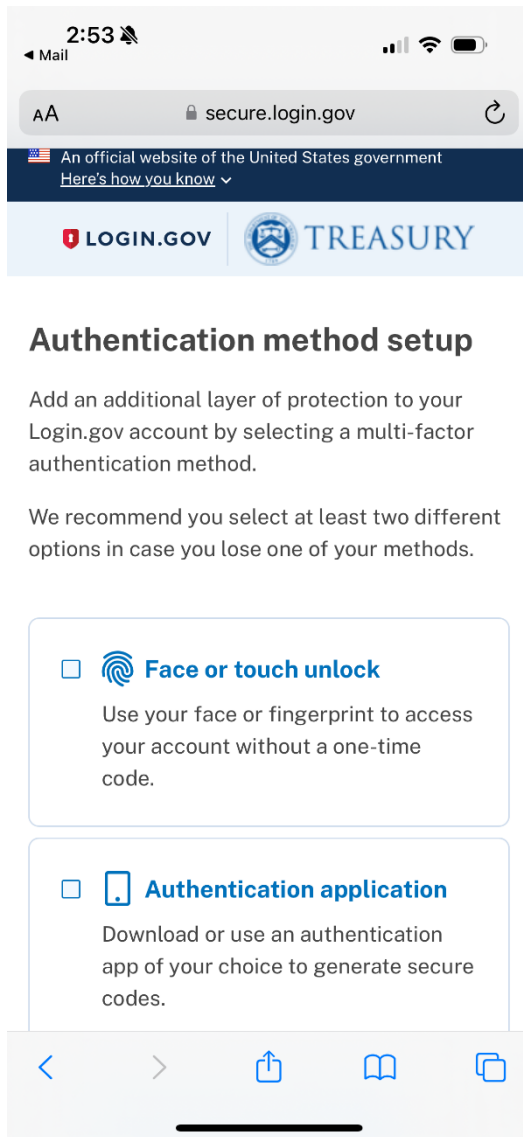 2:53
Mail
AA secure.login.gov
An official website of the United States government
Here’s how you know
LOGIN.GOV TREASURY
Authentication method setup
Add an additional layer of protection to your
Login.gov account by selecting a multi-factor
authentication method.
We recommend you select at least two different
options in case you lose one of your methods.
Face or touch unlock
Use your face or fingerprint to access
your account without a one-time
code.
Authentication application
Download or use an authentication
app of your choice to generate secure
codes.